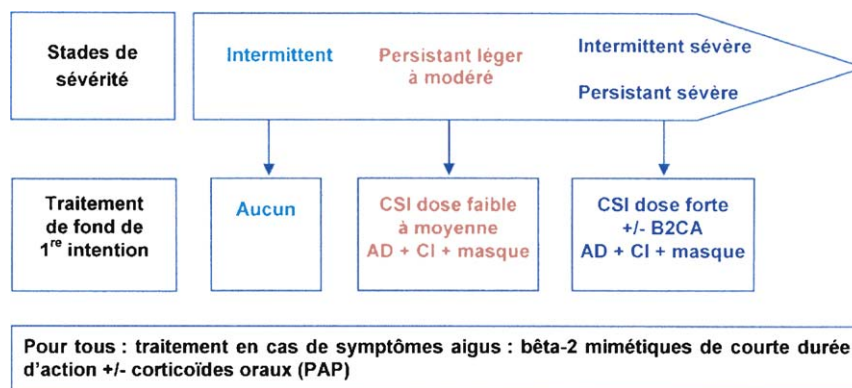 Stades de
sévérité
Intermittent
Persistant léger
à modéré
Intermittent sévère
Persistant sévère
Traitement
de fond de
1re intention
Aucun
CSI dose faible
à moyenne
AD + CI + masque
CSI dose forte
+/- B2CA
AD + CI + masque
Pour tous : traitement en cas de symptômes aigus : bêta-2 mimétiques de courte durée
d'action +/- corticoïdes oraux (PAP)